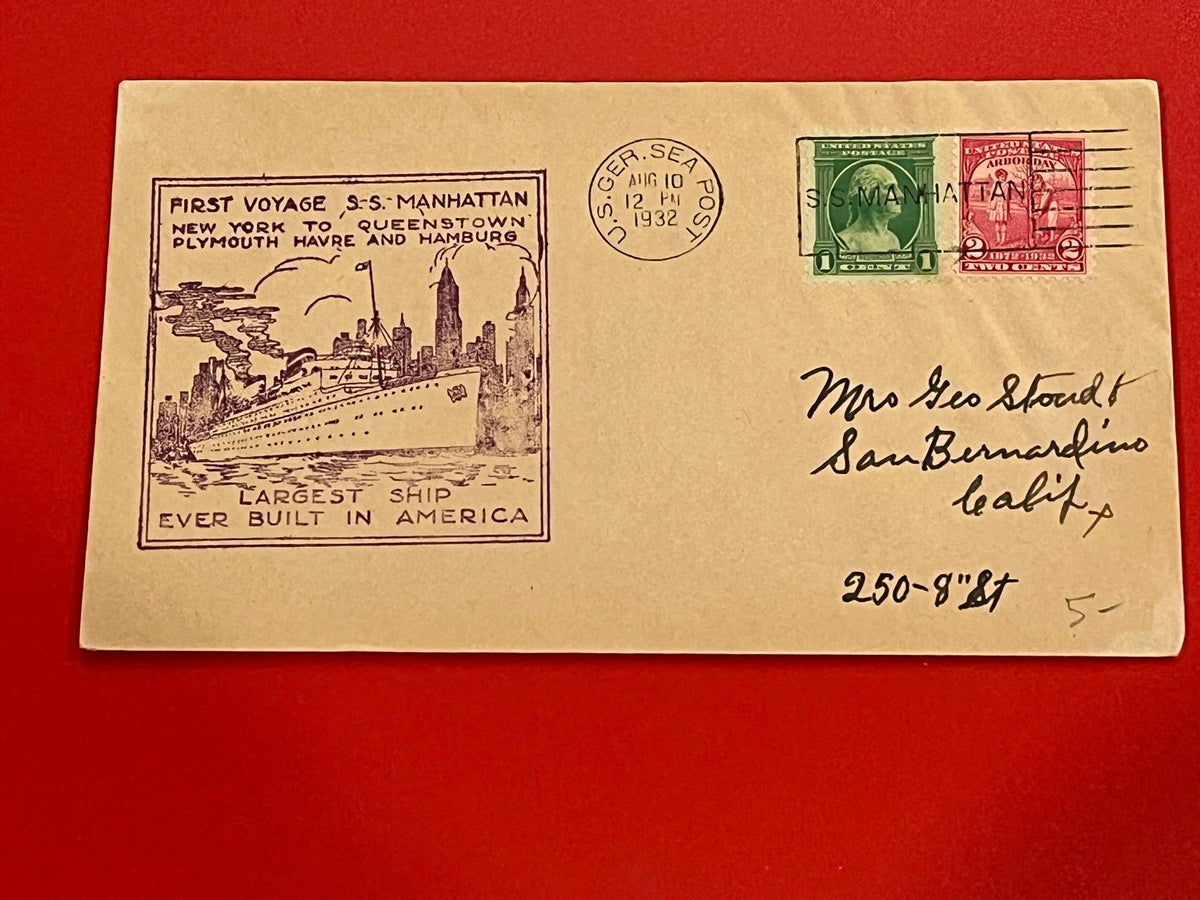 FIRST VOYAGE S-S- MANHATTAN
NEW YORK TO QUEENSTOWN
PLYMOUTH HAVRE AND HAMBURG
LARGEST SHIP
EVER BUILT IN AMERICA
U.S. GER. SEA POST
AUG 10
12 PM
1932
S.S. MANHATTAN
UNITED STATES
POSTAGE
1 CENT 1
UNITED STATES
POSTAGE
ARBOR DAY
2 1872-1932 2
TWO CENTS
Mrs Geo Stoudt
San Bernardino
Calif
250-8" St
5-